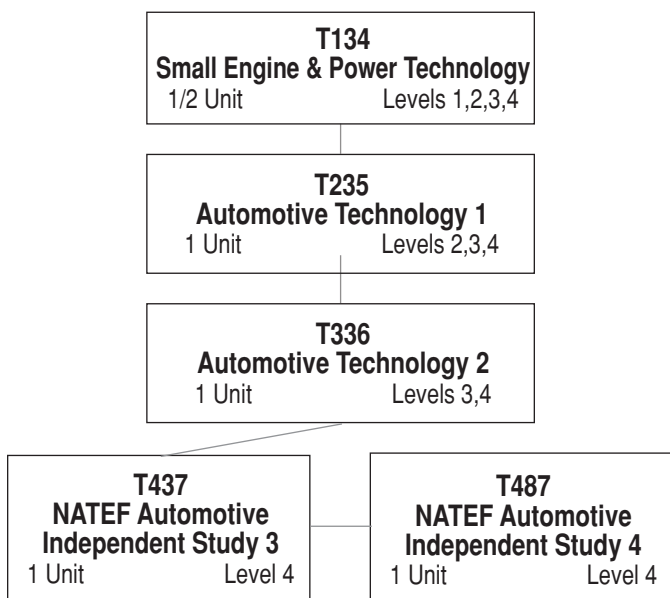 T134
Small Engine & Power Technology
1/2 Unit Levels 1,2,3,4
T235
Automotive Technology 1
1 Unit Levels 2,3,4
T336
Automotive Technology 2
1 Unit Levels 3,4
T437
NATEF Automotive
Independent Study 3
1 Unit Level 4
T487
NATEF Automotive
Independent Study 4
1 Unit Level 4